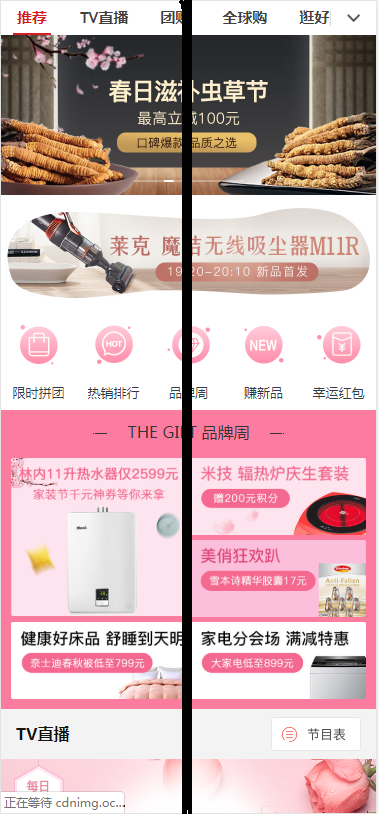 推荐 TV直播 团购 全球购 逛好
春日滋补虫草节
最高立减100元
口碑爆款 品质之选
莱克 魔洁无线吸尘器M11R
19:20-20:10 新品首发
HOT NEW
限时拼团 热销排行 品牌周 赚新品 幸运红包
THE GIFT 品牌周
林内11升热水器仅2599元
家装节千元神券等你来拿
米技 辐热炉庆生套装
赠200元积分
美俏狂欢趴
雪本诗精华胶囊17元
Anti-Falten
健康好床品 舒睡到天明
奈士迪春秋被低至799元
家电分会场 满减特惠
大家电低至899元
TV直播
节目表
每日
正在等待 cdnimg.oc...